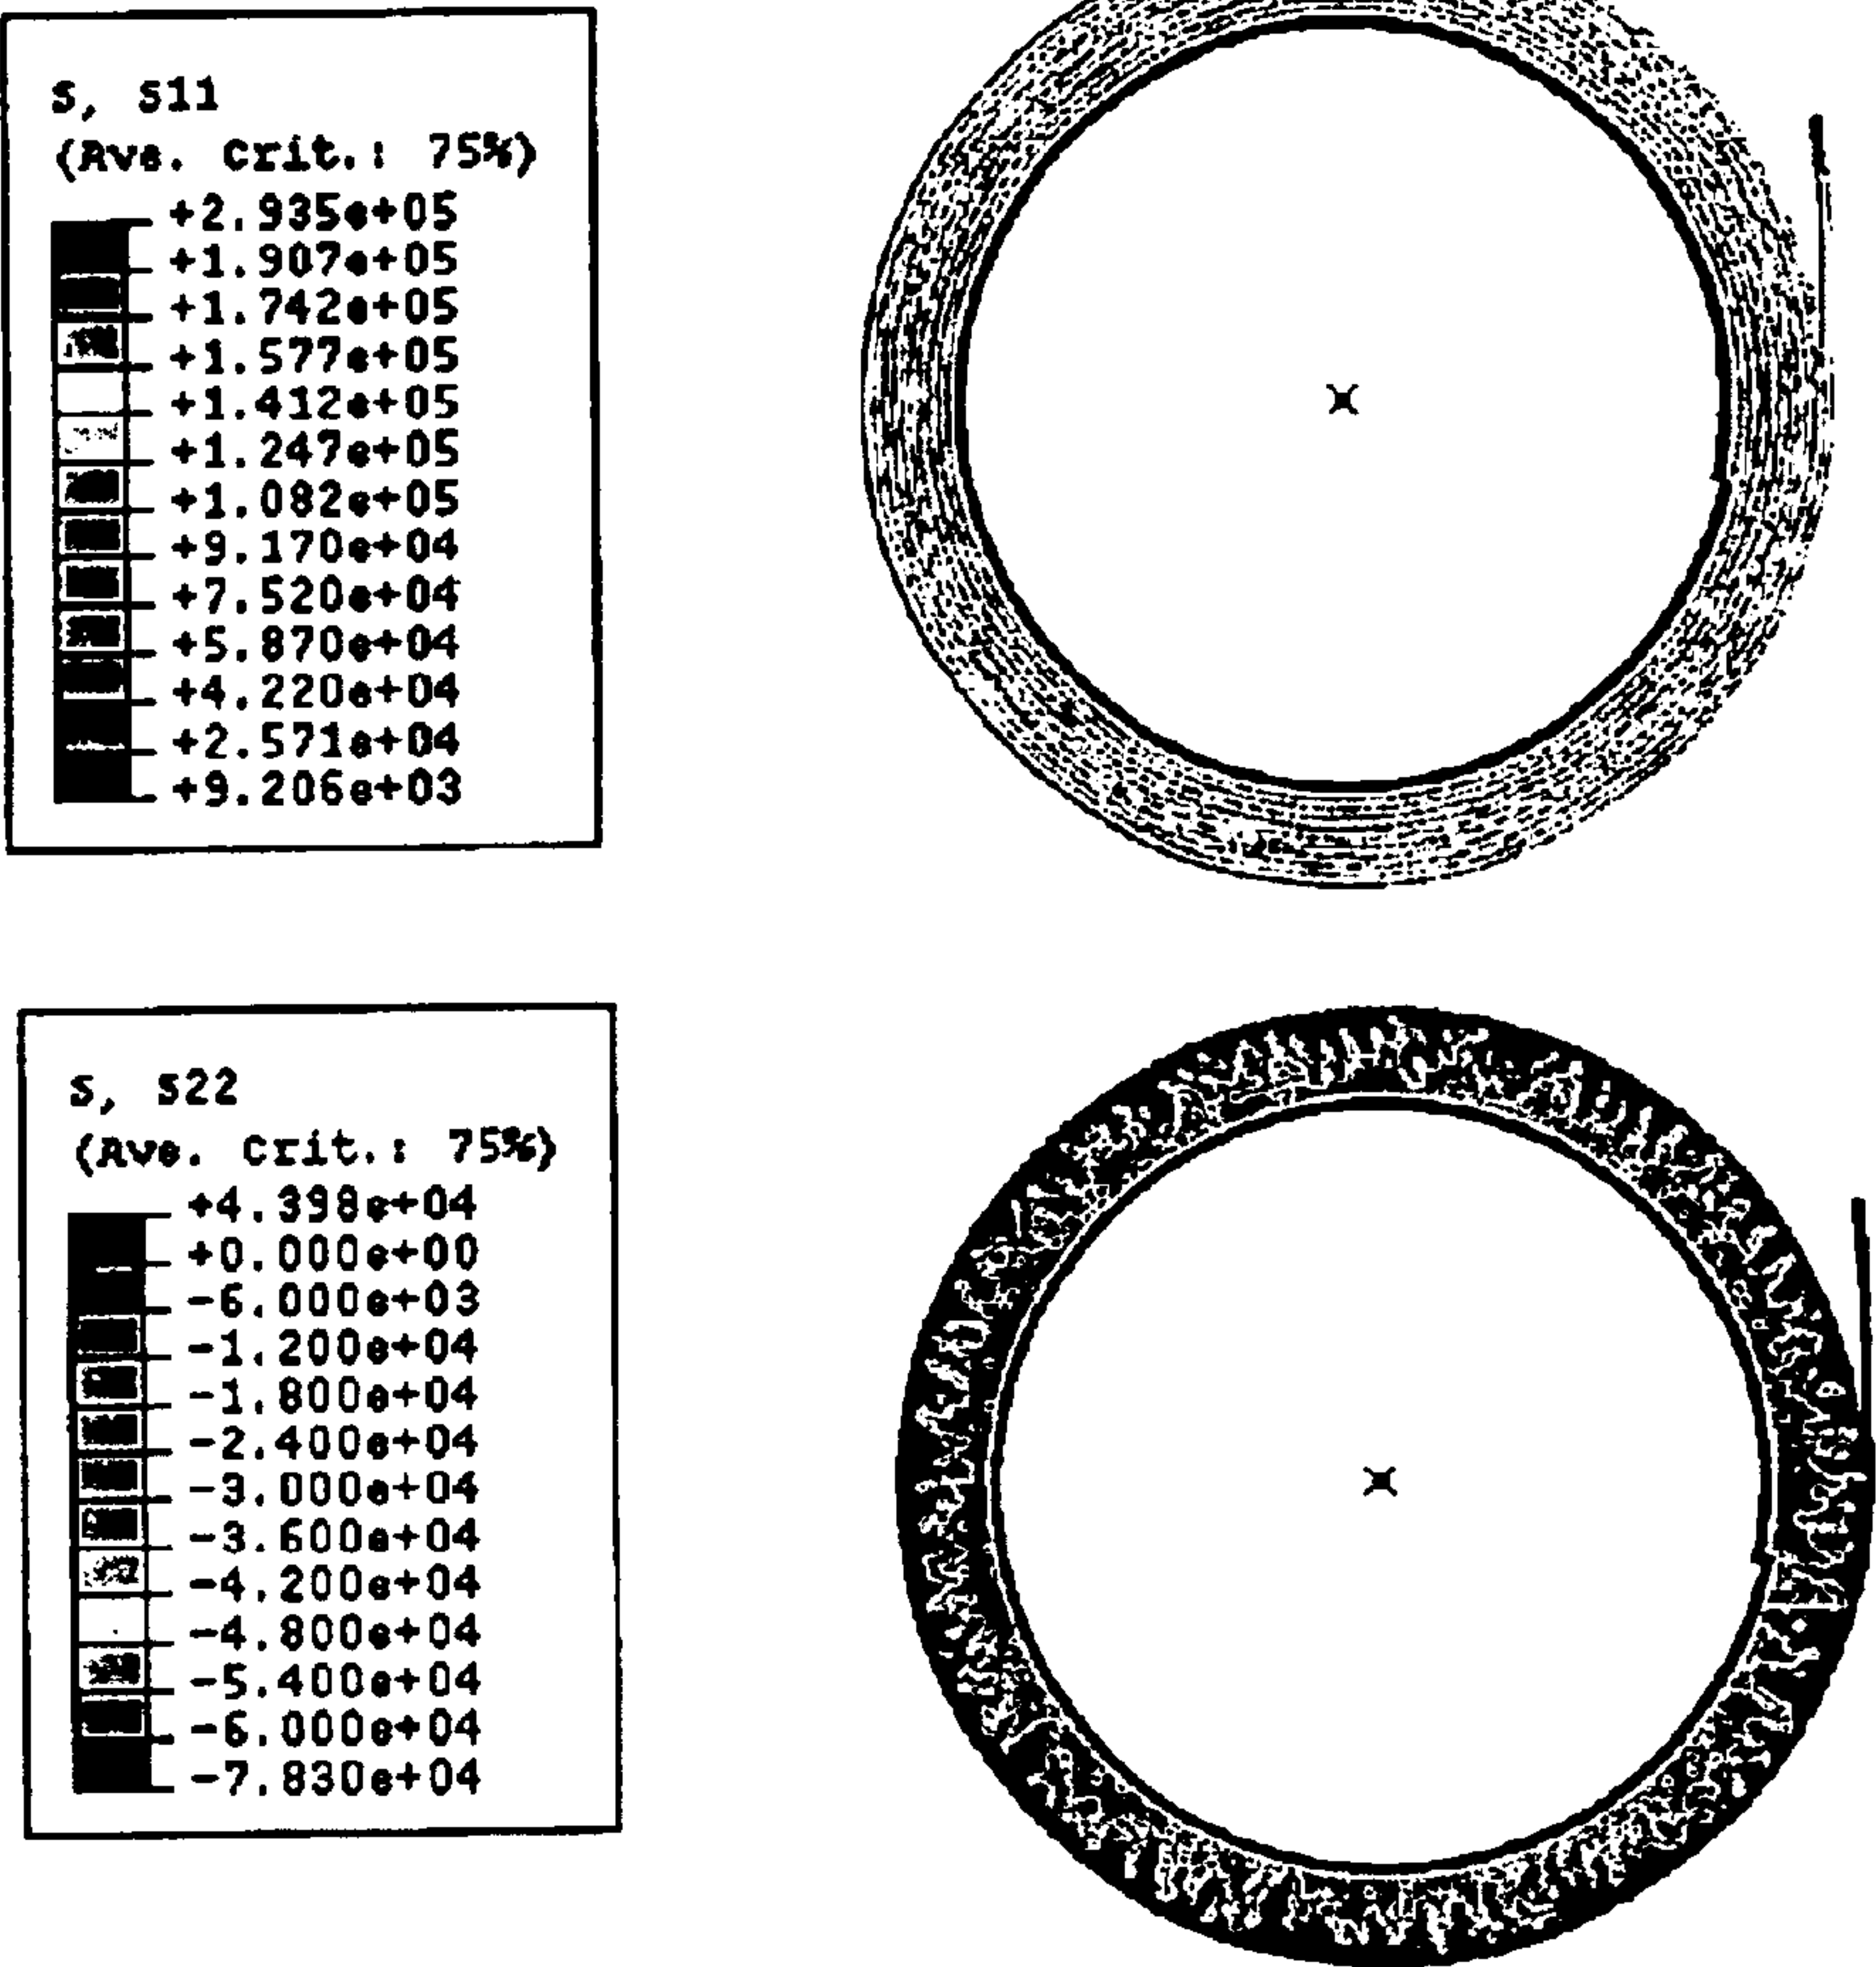 S, S11
(Ave. Crit.: 75%)
+2.935e+05
+1.907e+05
+1.742e+05
+1.577e+05
+1.412e+05
+1.247e+05
+1.082e+05
+9.170e+04
+7.520e+04
+5.870e+04
+4.220e+04
+2.571e+04
+9.206e+03
S, S22
(Ave. Crit.: 75%)
+4.398e+04
+0.000e+00
-6.000e+03
-1.200e+04
-1.800e+04
-2.400e+04
-3.000e+04
-3.600e+04
-4.200e+04
-4.800e+04
-5.400e+04
-6.000e+04
-7.830e+04